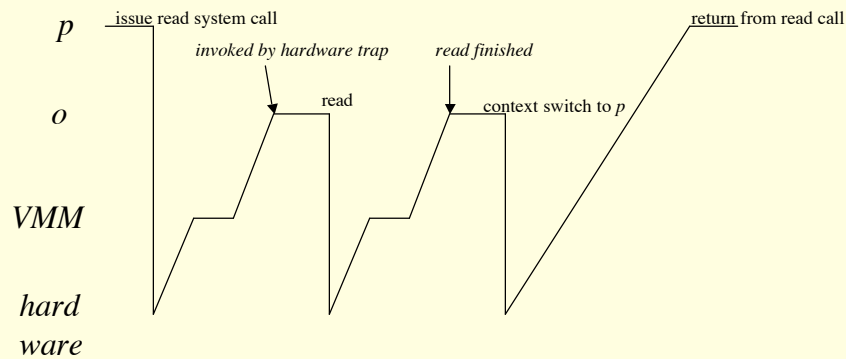 p
issue read system call
return from read call
invoked by hardware trap
read finished
o
read
context switch to p
VMM
hard
ware